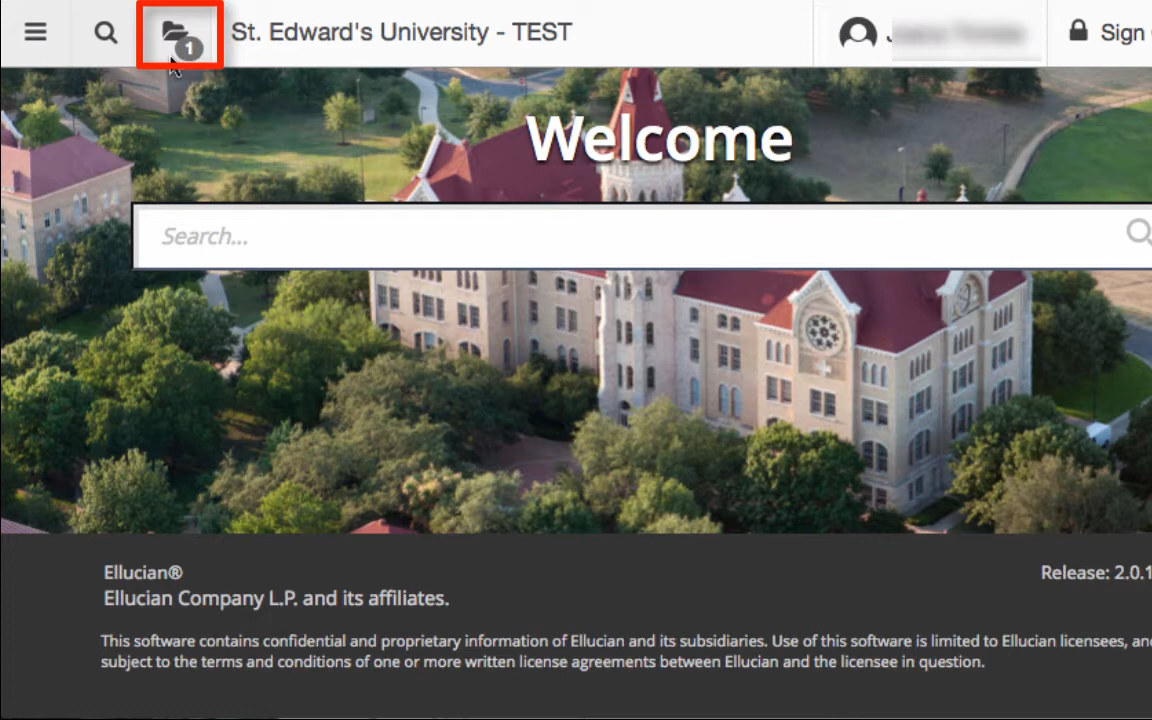 1
St. Edward's University - TEST
Sign
Welcome
Search...
Ellucian®
Release: 2.0.1
Ellucian Company L.P. and its affiliates.
This software contains confidential and proprietary information of Ellucian and its subsidiaries. Use of this software is limited to Ellucian licensees, and
subject to the terms and conditions of one or more written license agreements between Ellucian and the licensee in question.